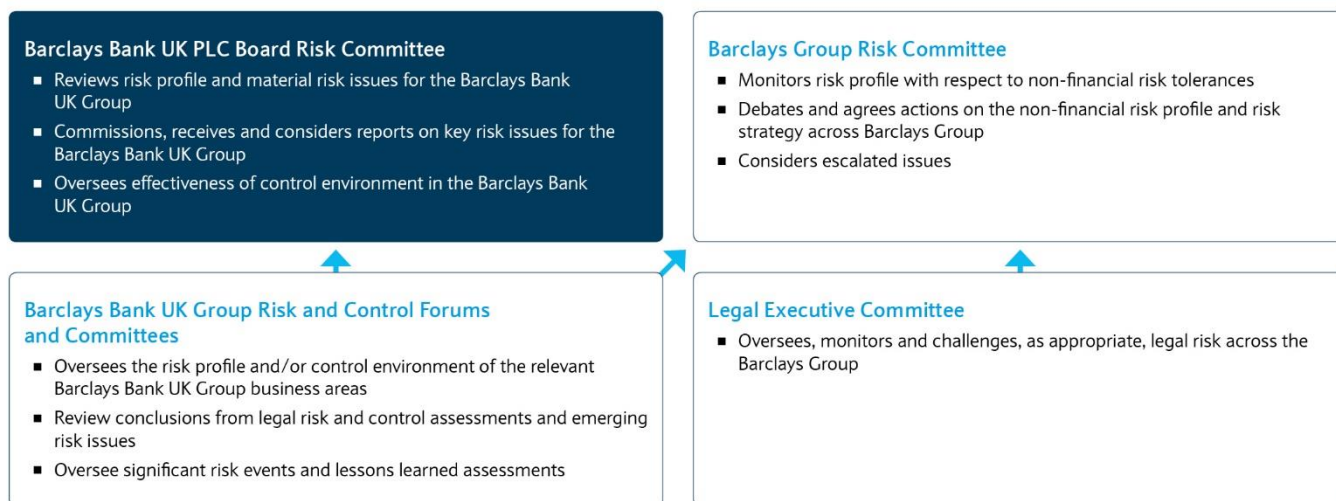 Barclays Bank UK PLC Board Risk Committee
■ Reviews risk profile and material risk issues for the Barclays Bank
UK Group
■ Commissions, receives and considers reports on key risk issues for the
Barclays Bank UK Group
■ Oversees effectiveness of control environment in the Barclays Bank
UK Group
Barclays Group Risk Committee
■ Monitors risk profile with respect to non-financial risk tolerances
■ Debates and agrees actions on the non-financial risk profile and risk
strategy across Barclays Group
■ Considers escalated issues
Barclays Bank UK Group Risk and Control Forums
and Committees
■ Oversees the risk profile and/or control environment of the relevant
Barclays Bank UK Group business areas
■ Review conclusions from legal risk and control assessments and emerging
risk issues
■ Oversee significant risk events and lessons learned assessments
Legal Executive Committee
■ Oversees, monitors and challenges, as appropriate, legal risk across the
Barclays Group